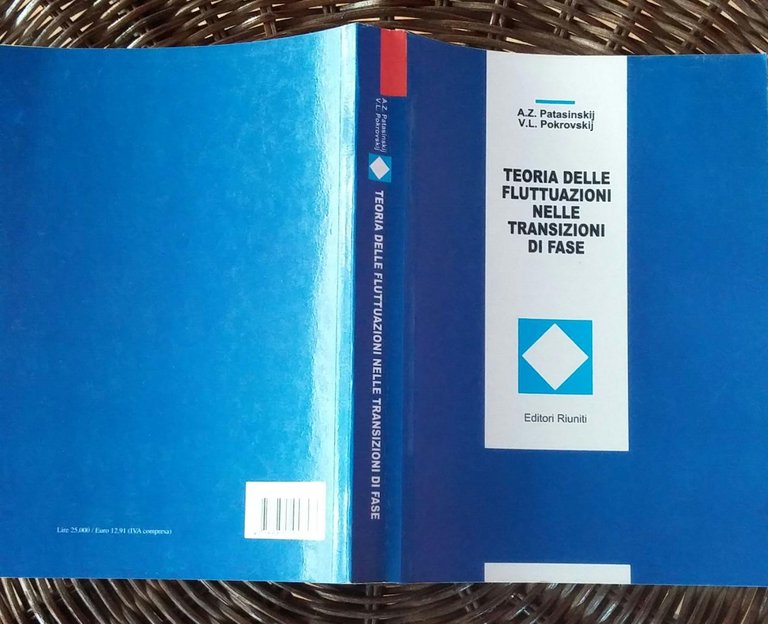 A.Z. Patasinskij
V.L. Pokrovskij
TEORIA DELLE
FLUTTUAZIONI
NELLE
TRANSIZIONI
DI FASE
Editori Riuniti
A.Z. Patasinskij
V.L. Pokrovskij
TEORIA DELLE FLUTTUAZIONI NELLE TRANSIZIONI DI FASE
Lire 25.000 / Euro 12,91 (IVA compresa)